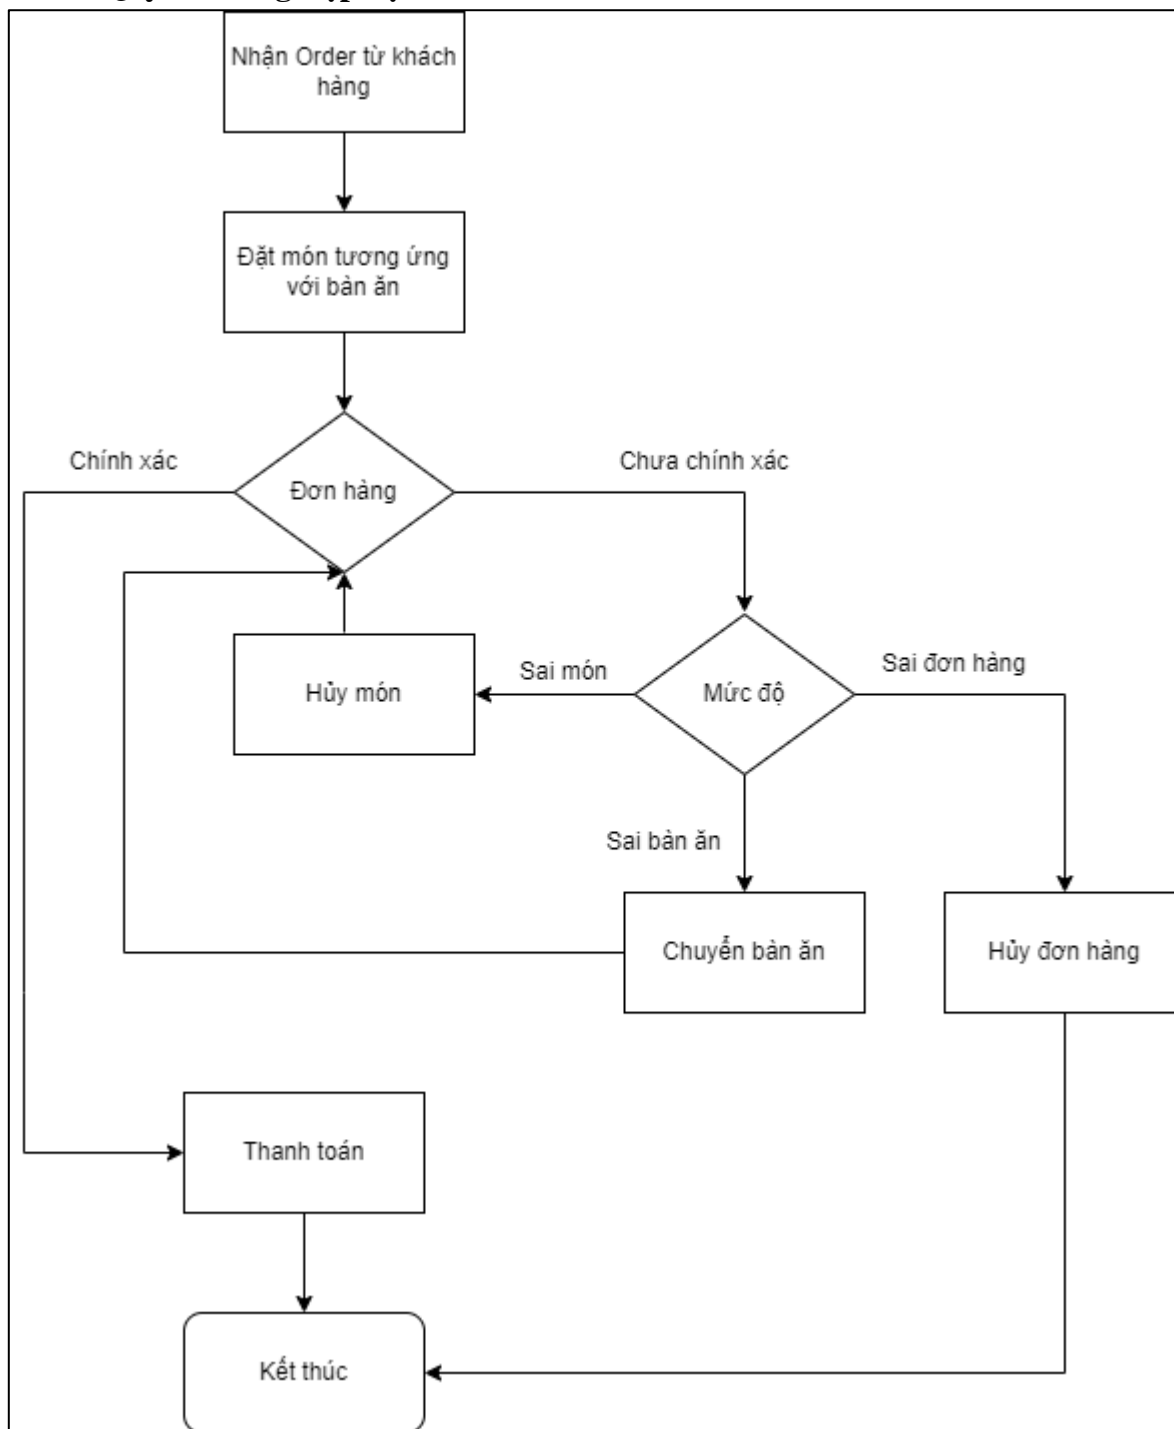 Nhận Order từ khách
hàng
Đặt món tương ứng
với bàn ăn
Chính xác
Chưa chính xác
Đơn hàng
Sai món
Sai đơn hàng
Hủy món
Mức độ
Sai bàn ăn
Chuyển bàn ăn
Hủy đơn hàng
Thanh toán
Kết thúc